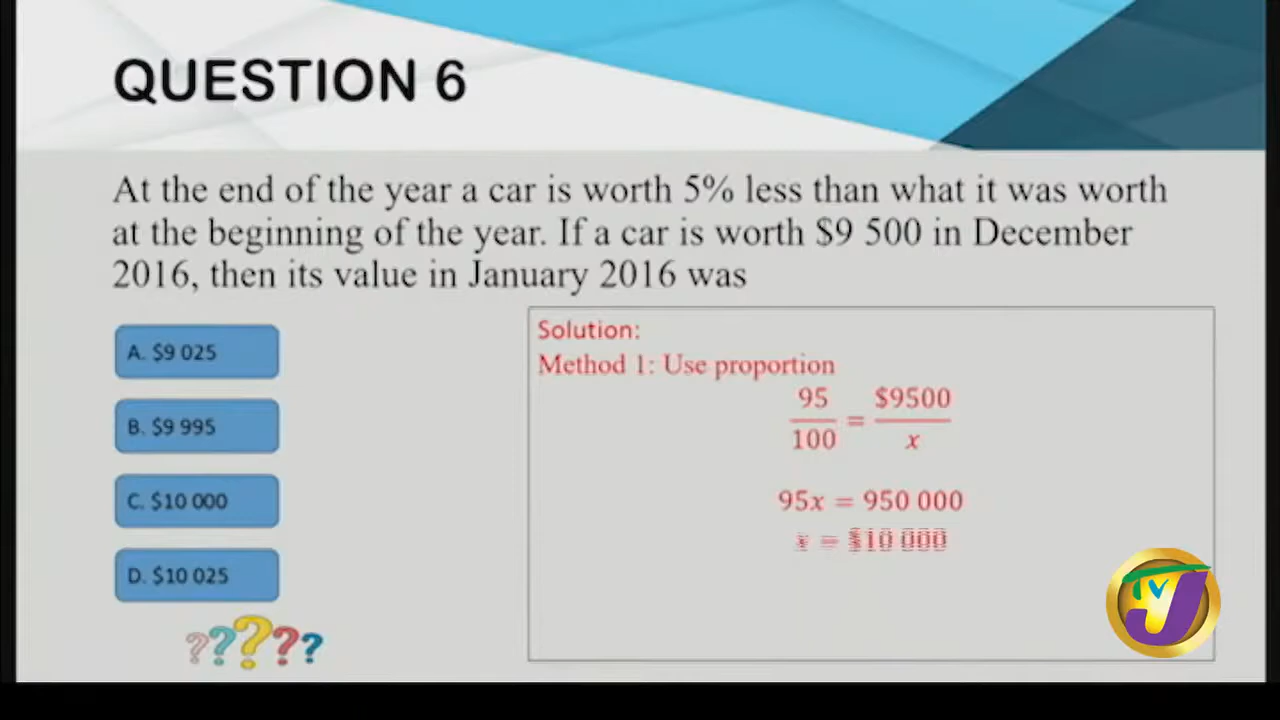 QUESTION 6
At the end of the year a car is worth 5% less than what it was worth
at the beginning of the year. If a car is worth $9 500 in December
2016, then its value in January 2016 was
A. $9 025
B. $9 995
C. $10 000
D. $10 025
?????
Solution:
Method 1: Use proportion
95/100 = $9500/x
95x = 950 000
x = $10 000
TVJ